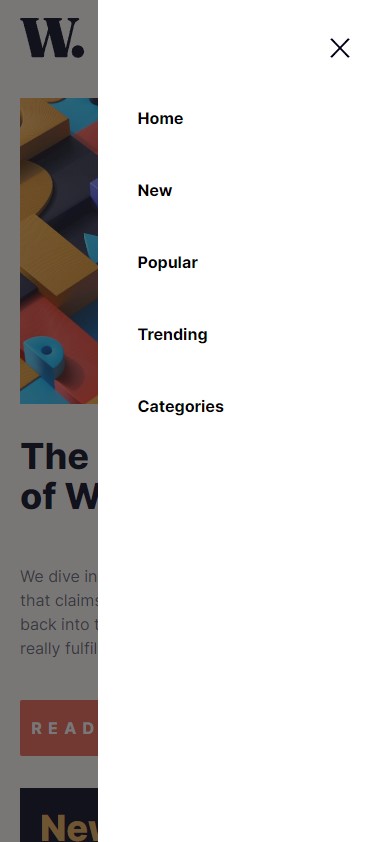 W.
Home
New
Popular
Trending
Categories
The
of W
We dive in
that claims
back into t
really fulfil
READ
New